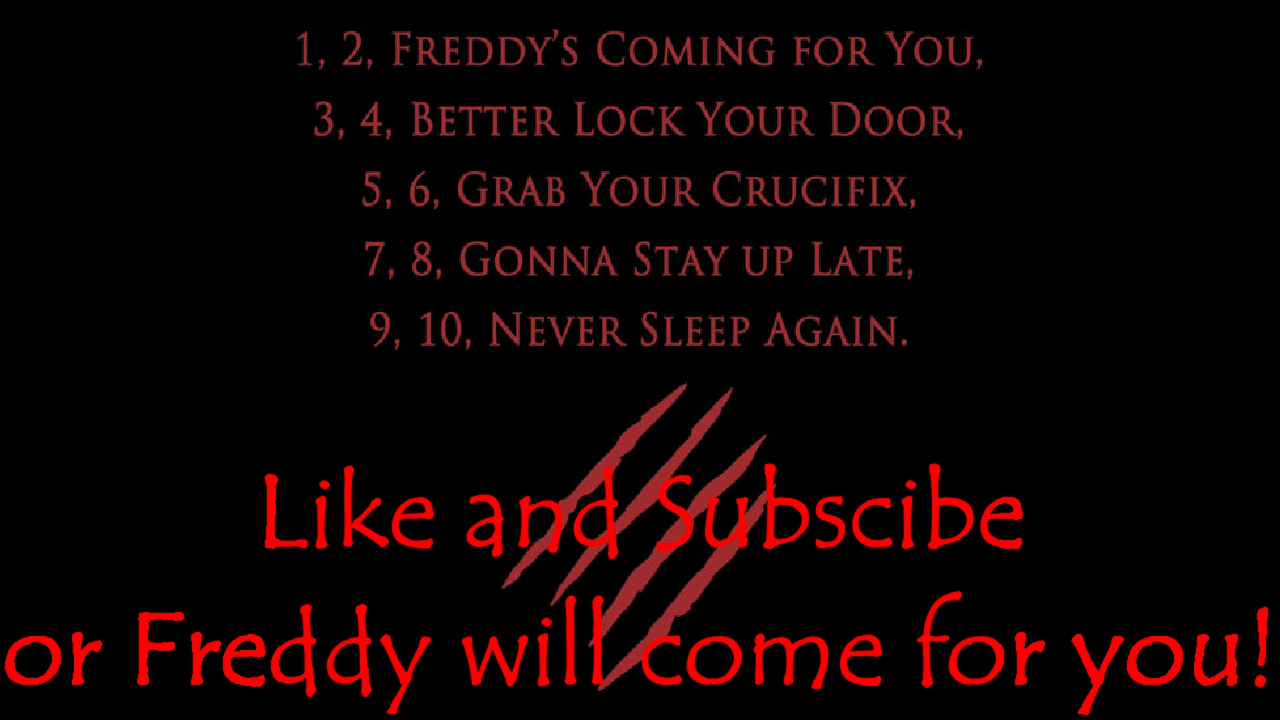 1, 2, Freddy's Coming for You,
3, 4, Better Lock Your Door,
5, 6, Grab Your Crucifix,
7, 8, Gonna Stay up Late,
9, 10, Never Sleep Again.
Like and Subscibe
or Freddy will come for you!